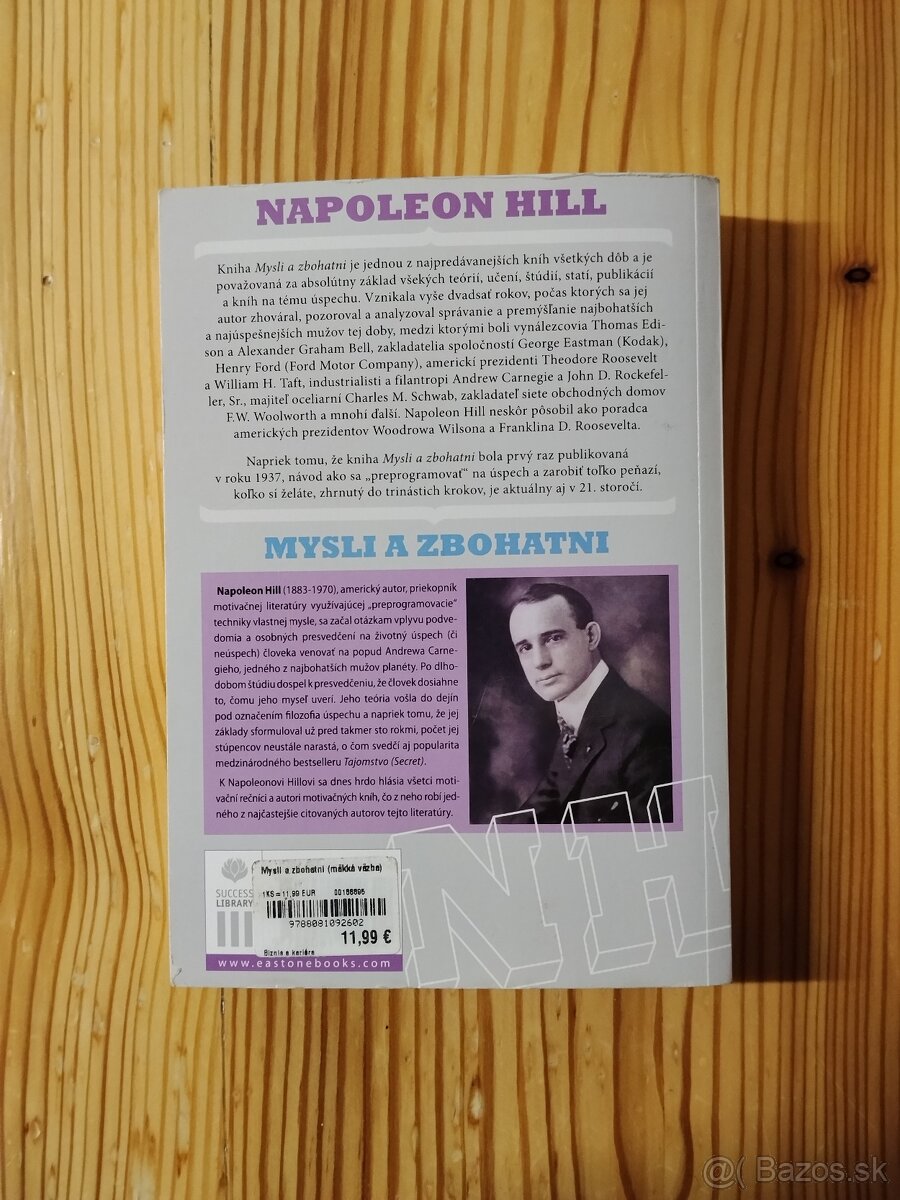 NAPOLEON HILL
Kniha Mysli a zbohatni je jednou z najpredávanejších kníh všetkých dôb a je
považovaná za absolútny základ všekých teórií, učení, štúdií, statí, publikácií
a kníh na tému úspechu. Vznikala vyše dvadsať rokov, počas ktorých sa jej
autor zhováral, pozoroval a analyzoval správanie a premýšľanie najbohatších
a najúspešnejších mužov tej doby, medzi ktorými boli vynálezcovia Thomas Edi-
son a Alexander Graham Bell, zakladatelia spoločností George Eastman (Kodak),
Henry Ford (Ford Motor Company), americkí prezidenti Theodore Roosevelt
a William H. Taft, industrialisti a filantropi Andrew Carnegie a John D. Rockefel-
ler, Sr., majiteľ oceliarní Charles M. Schwab, zakladateľ siete obchodných domov
F.W. Woolworth a mnohí ďalší. Napoleon Hill neskôr pôsobil ako poradca
amerických prezidentov Woodrowa Wilsona a Franklina D. Roosevelta.
Napriek tomu, že kniha Mysli a zbohatni bola prvý raz publikovaná
v roku 1937, návod ako sa „preprogramovať“ na úspech a zarobiť toľko peňazí,
koľko si želáte, zhrnutý do trinástich krokov, je aktuálny aj v 21. storočí.
MYSLI A ZBOHATNI
Napoleon Hill (1883-1970), americký autor, priekopník
motivačnej literatúry využívajúcej „preprogramovacie“
techniky vlastnej mysle, sa začal otázkam vplyvu podve-
domia a osobných presvedčení na životný úspech (či
neúspech) človeka venovať na popud Andrewa Carne-
gieho, jedného z najbohatších mužov planéty. Po dlho-
dobom štúdiu dospel k presvedčeniu, že človek dosiahne
to, čomu jeho myseľ uverí. Jeho teória vošla do dejín
pod označením filozofia úspechu a napriek tomu, že jej
základy sformuloval už pred takmer sto rokmi, počet jej
stúpencov neustále narastá, o čom svedčí aj popularita
medzinárodného bestselleru Tajomstvo (Secret).
K Napoleonovi Hillovi sa dnes hrdo hlásia všetci moti-
vační rečníci a autori motivačných kníh, čo z neho robí jed-
ného z najčastejšie citovaných autorov tejto literatúry.
NH
SUCCESS
LIBRARY
Mysli a zbohatni (mäkká väzba)
1KS = 11,99 EUR 00186895
9788081092602
11,99 €
Biznis a kariéra
www.eastonebooks.com
@( Bazos.sk